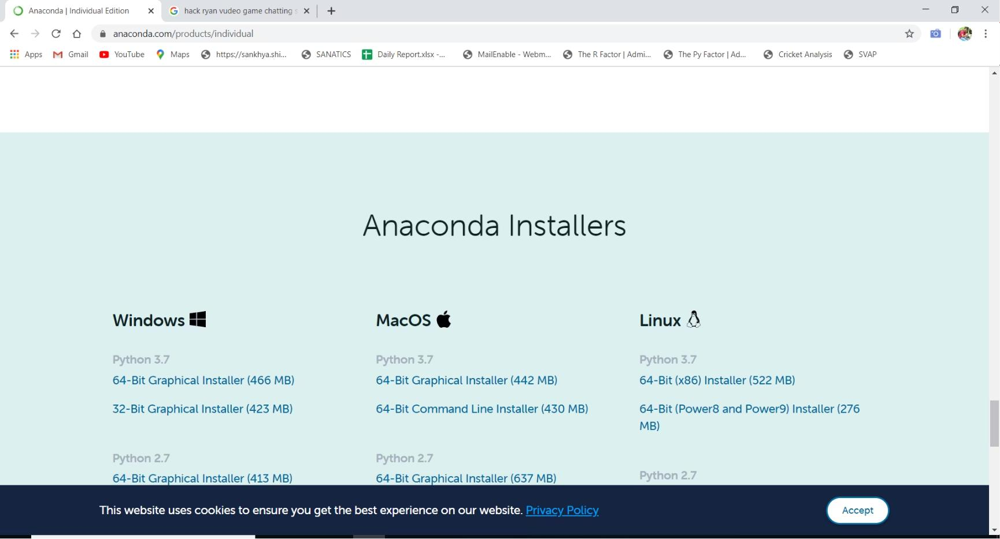 Anaconda | Individual Edition
hack ryan vudeo game chatting s
anaconda.com/products/individual
Apps
Gmail
YouTube
Maps
https://sankhya.shi...
SANATICS
Daily Report.xlsx -...
MailEnable - Webm...
The R Factor | Admi...
The Py Factor | Ad...
Cricket Analysis
SVAP
Anaconda Installers
Windows
Python 3.7
64-Bit Graphical Installer (466 MB)
32-Bit Graphical Installer (423 MB)
Python 2.7
64-Bit Graphical Installer (413 MB)
MacOS
Python 3.7
64-Bit Graphical Installer (442 MB)
64-Bit Command Line Installer (430 MB)
Python 2.7
64-Bit Graphical Installer (637 MB)
Linux
Python 3.7
64-Bit (x86) Installer (522 MB)
64-Bit (Power8 and Power9) Installer (276
MB)
Python 2.7
This website uses cookies to ensure you get the best experience on our website. Privacy Policy
Accept